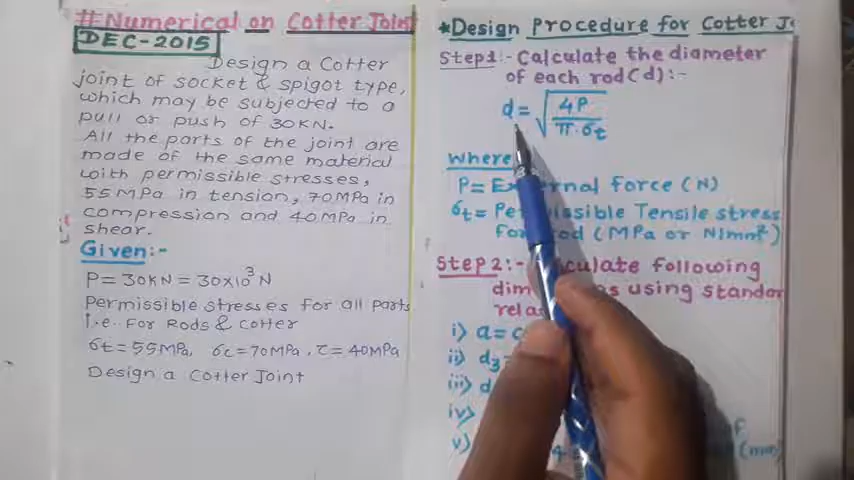 # Numerical on Cotter Joint
DEC-2015
Design a Cotter
joint of socket & spigot type,
which may be subjected to a
pull or push of 30KN.
All the parts of the joint are
made of the same material
with permissible stresses,
55MPa in tension, 70MPa in
compression and 40MPa in
shear.
Given:-
P= 30KN = 30×10³ N
Permissible stresses for all parts
i.e. For Rods & cotter
σt=55MPa, σc=70MPa, τ=40MPa
Design a Cotter Joint
*Design Procedure for Cotter
Step1:- Calculate the diameter
of each rod(d):-
d = √(4P / π.σt)
Where
P= External force (N)
σt= Permissible Tensile stress
for rod (MPa or N/mm²)
Step2:- Calculate following
using
i) a=
ii) d3=
iii) d
iv)
v) 4 (mm)